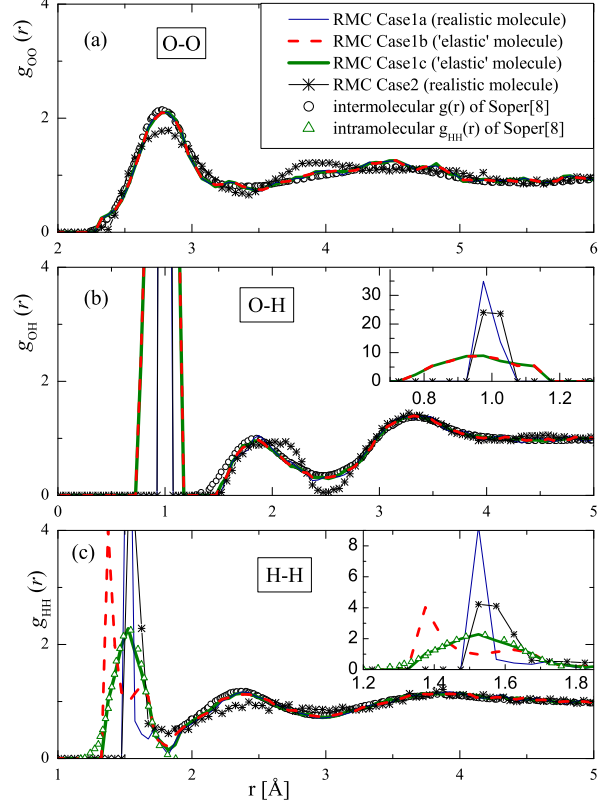 4
2
0
g_OO (r)
(a)
O-O
RMC Case1a (realistic molecule)
RMC Case1b ('elastic' molecule)
RMC Case1c ('elastic' molecule)
RMC Case2 (realistic molecule)
intermolecular g(r) of Soper[8]
intramolecular g_HH(r) of Soper[8]
2 3 4 5 6
4
2
0
g_OH (r)
(b)
O-H
30
20
10
0
0.8 1.0 1.2
0 1 2 3 4 5
4
2
0
g_HH (r)
(c)
H-H
8
6
4
2
0
1.2 1.4 1.6 1.8
1 2 3 4 5
r [Å]